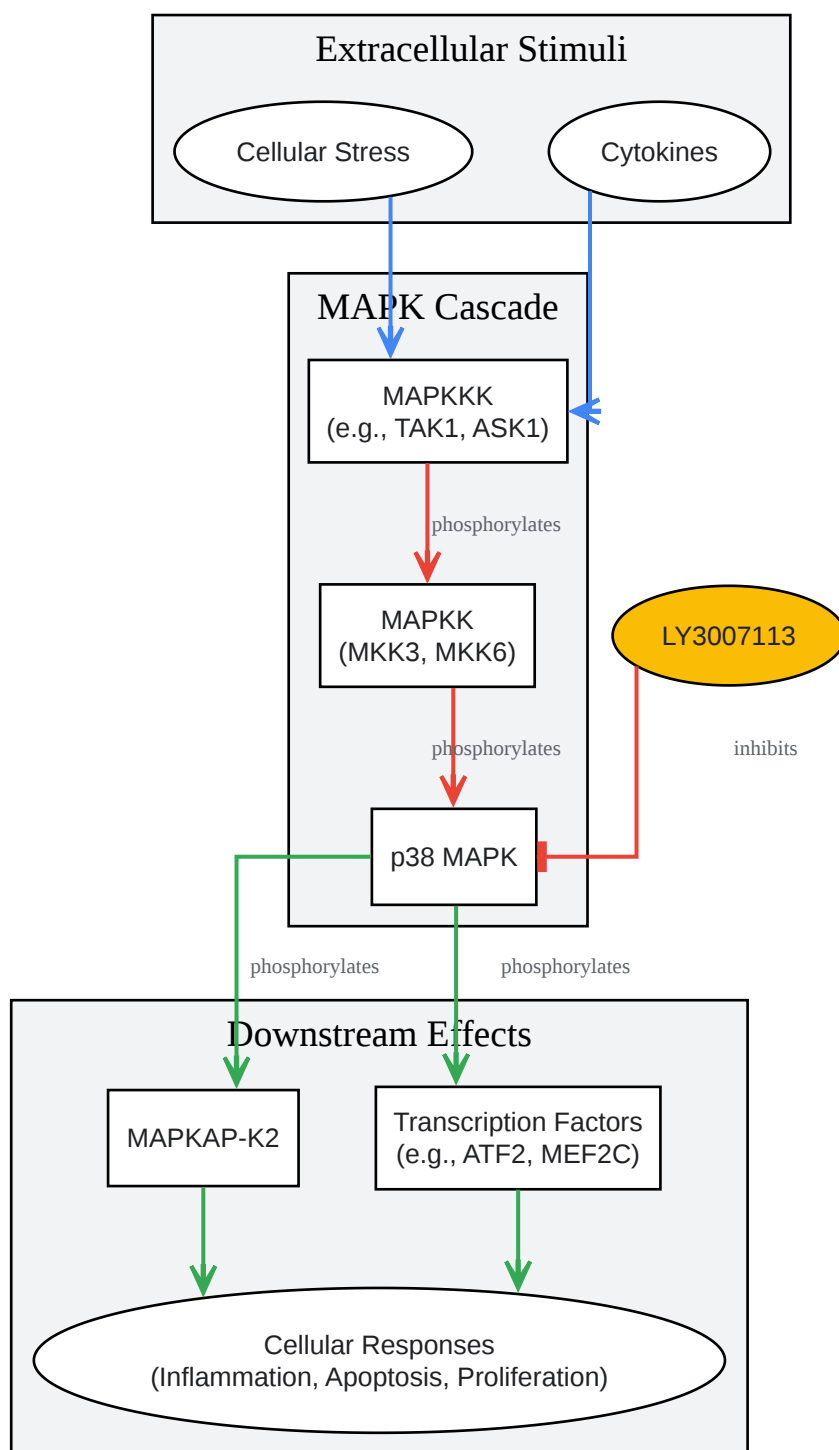 Extracellular Stimuli
Cellular Stress
Cytokines
MAPK Cascade
MAPKKK
(e.g., TAK1, ASK1)
phosphorylates
MAPKK
(MKK3, MKK6)
LY3007113
phosphorylates
inhibits
p38 MAPK
phosphorylates
phosphorylates
Downstream Effects
MAPKAP-K2
Transcription Factors
(e.g., ATF2, MEF2C)
Cellular Responses
(Inflammation, Apoptosis, Proliferation)